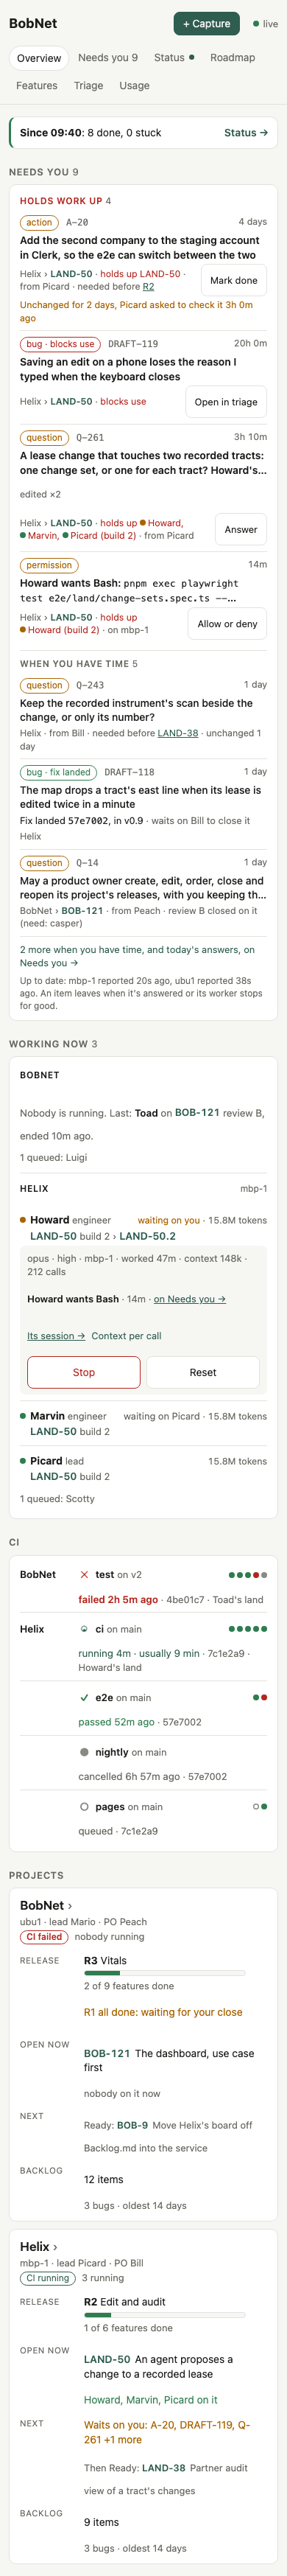 BobNet
+ Capture
live
Overview
Needs you 9
Status
Roadmap
Features
Triage
Usage
Since 09:40: 8 done, 0 stuck
Status →
NEEDS YOU 9
HOLDS WORK UP 4
action A–20 4 days
Add the second company to the staging account
in Clerk, so the e2e can switch between the two
Helix › LAND-50 · holds up LAND-50 ·
from Picard · needed before R2
Mark done
Unchanged for 2 days, Picard asked to check it 3h 0m
ago
bug · blocks use DRAFT–119 20h 0m
Saving an edit on a phone loses the reason I
typed when the keyboard closes
Helix › LAND-50 · blocks use
Open in triage
question Q–261 3h 10m
A lease change that touches two recorded tracts:
one change set, or one for each tract? Howard's...
edited ×2
Helix › LAND-50 · holds up Howard,
Marvin, Picard (build 2) · from Picard
Answer
permission 14m
Howard wants Bash: pnpm exec playwright
test e2e/land/change-sets.spec.ts --…
Helix › LAND-50 · holds up
Howard (build 2) · on mbp-1
Allow or deny
WHEN YOU HAVE TIME 5
question Q–243 1 day
Keep the recorded instrument's scan beside the
change, or only its number?
Helix · from Bill · needed before LAND-38 · unchanged 1
day
bug · fix landed DRAFT–118 1 day
The map drops a tract's east line when its lease is
edited twice in a minute
Fix landed 57e7002, in v0.9 · waits on Bill to close it
Helix
question Q–14 1 day
May a product owner create, edit, order, close and
reopen its project's releases, with you keeping th...
BobNet › BOB-121 · from Peach · review B closed on it
(need: casper)
2 more when you have time, and today's answers, on
Needs you →
Up to date: mbp-1 reported 20s ago, ubu1 reported 38s
ago. An item leaves when it's answered or its worker stops
for good.
WORKING NOW 3
BOBNET
Nobody is running. Last: Toad on BOB-121 review B,
ended 10m ago.
1 queued: Luigi
HELIX mbp-1
Howard engineer waiting on you · 15.8M tokens
LAND-50 build 2 › LAND-50.2
opus · high · mbp-1 · worked 47m · context 148k ·
212 calls
Howard wants Bash · 14m · on Needs you →
Its session → Context per call
Stop
Reset
Marvin engineer waiting on Picard · 15.8M tokens
LAND-50 build 2
Picard lead 15.8M tokens
LAND-50 build 2
1 queued: Scotty
CI
BobNet test on v2
failed 2h 5m ago · 4be01c7 · Toad's land
Helix ci on main
running 4m · usually 9 min · 7c1e2a9 ·
Howard's land
e2e on main
passed 52m ago · 57e7002
nightly on main
cancelled 6h 57m ago · 57e7002
pages on main
queued · 7c1e2a9
PROJECTS
BobNet ›
ubu1 · lead Mario · PO Peach
CI failed nobody running
RELEASE R3 Vitals
2 of 9 features done
R1 all done: waiting for your close
OPEN NOW
BOB-121 The dashboard, use case
first
nobody on it now
NEXT
Ready: BOB-9 Move Helix's board off
Backlog.md into the service
BACKLOG
12 items
3 bugs · oldest 14 days
Helix ›
mbp-1 · lead Picard · PO Bill
CI running 3 running
RELEASE R2 Edit and audit
1 of 6 features done
OPEN NOW
LAND-50 An agent proposes a
change to a recorded lease
Howard, Marvin, Picard on it
NEXT
Waits on you: A-20, DRAFT-119, Q-
261 +1 more
Then Ready: LAND-38 Partner audit
view of a tract's changes
BACKLOG
9 items
3 bugs · oldest 14 days